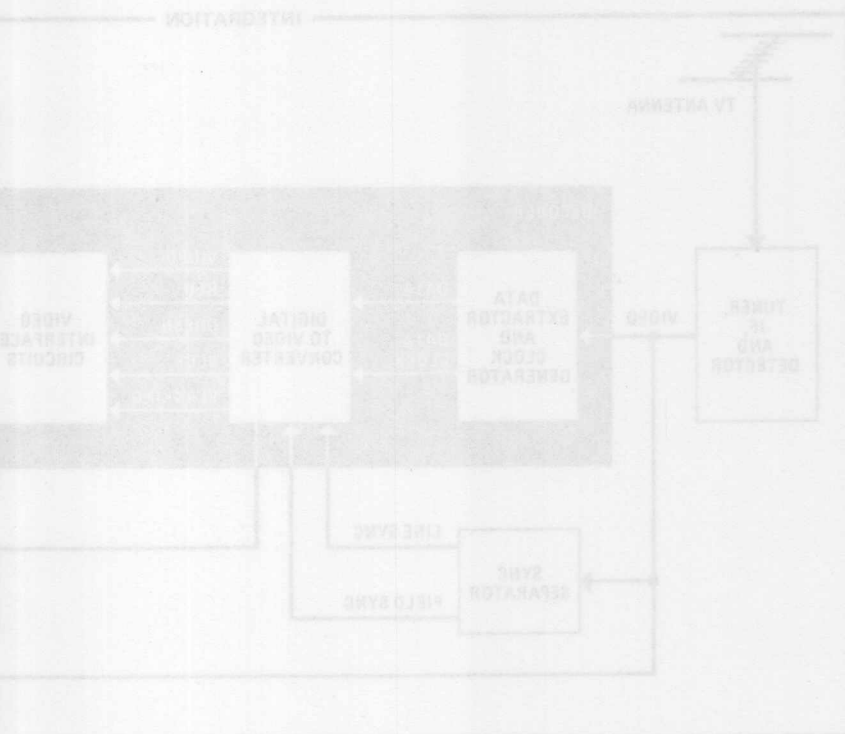 INTEGRATION
TV ANTENNA
TUNER,
IF
AND
DETECTOR
VIDEO
DATA
EXTRACTOR
AND
CLOCK
GENERATOR
DIGITAL
TO VIDEO
CONVERTER
VIDEO
INTERFACE
CIRCUITS
LINE SYNC
FIELD SYNC
SYNC
SEPARATOR